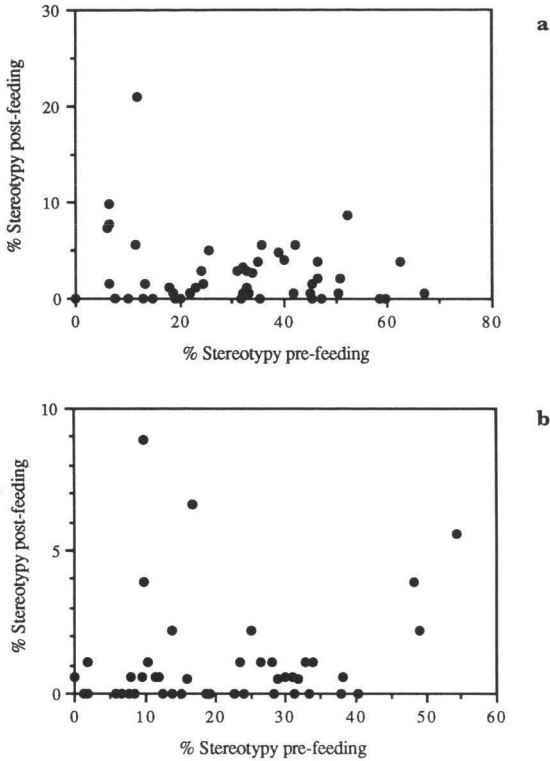 a
30
20
10
0
% Stereotypy post-feeding
0 20 40 60 80
% Stereotypy pre-feeding
b
10
5
0
% Stereotypy post-feeding
0 10 20 30 40 50 60
% Stereotypy pre-feeding